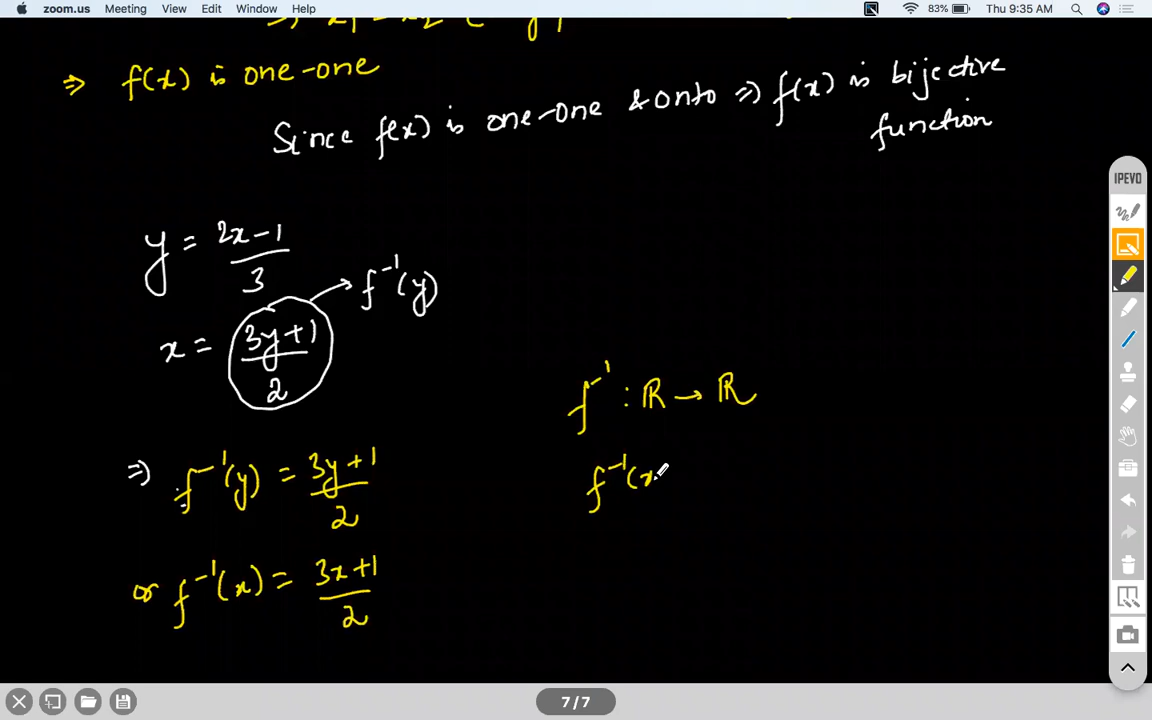 zoom.us Meeting View Edit Window Help 83% Thu 9:35 AM
⇒ f(x) is one-one
Since f(x) is one-one & onto ⇒ f(x) is bijective
function
y = (2x-1)/3
x = (3y+1)/2 → f⁻¹(y)
f⁻¹ : ℝ → ℝ
⇒ f⁻¹(y) = (3y+1)/2
f⁻¹(x
or f⁻¹(x) = (3x+1)/2
IPEVO
7/7